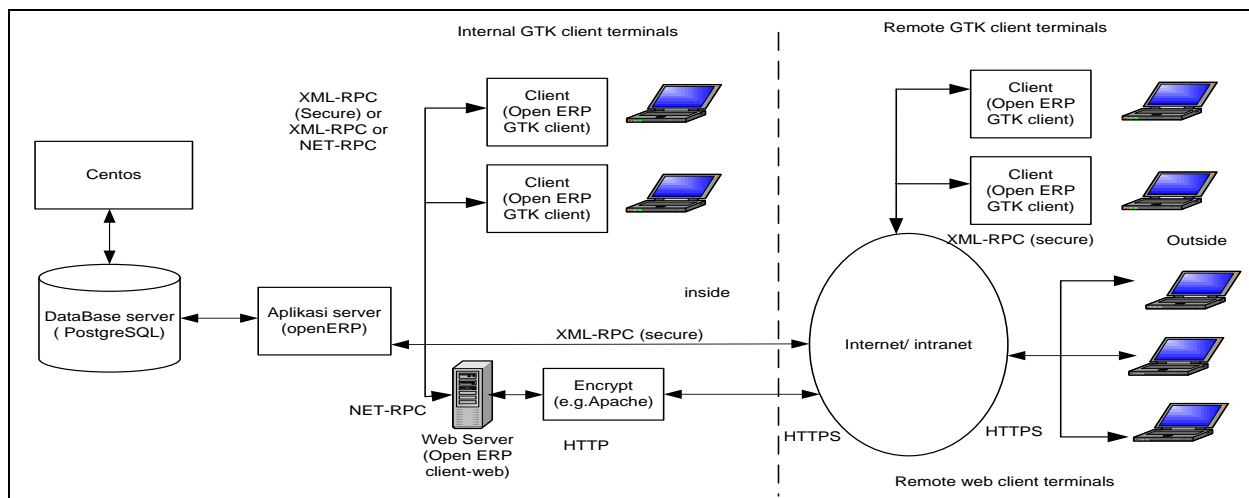 Internal GTK client terminals
Remote GTK client terminals
XML-RPC
(Secure) or
XML-RPC or
NET-RPC
Client
(Open ERP
GTK client)
Client
(Open ERP
GTK client)
Client
(Open ERP
GTK client)
Client
(Open ERP
GTK client)
Centos
XML-RPC (secure)
Outside
DataBase server
( PostgreSQL)
Aplikasi server
(openERP)
inside
XML-RPC (secure)
Internet/ intranet
Encrypt
(e.g.Apache)
NET-RPC
Web Server
(Open ERP
client-web)
HTTP
HTTPS
HTTPS
Remote web client terminals